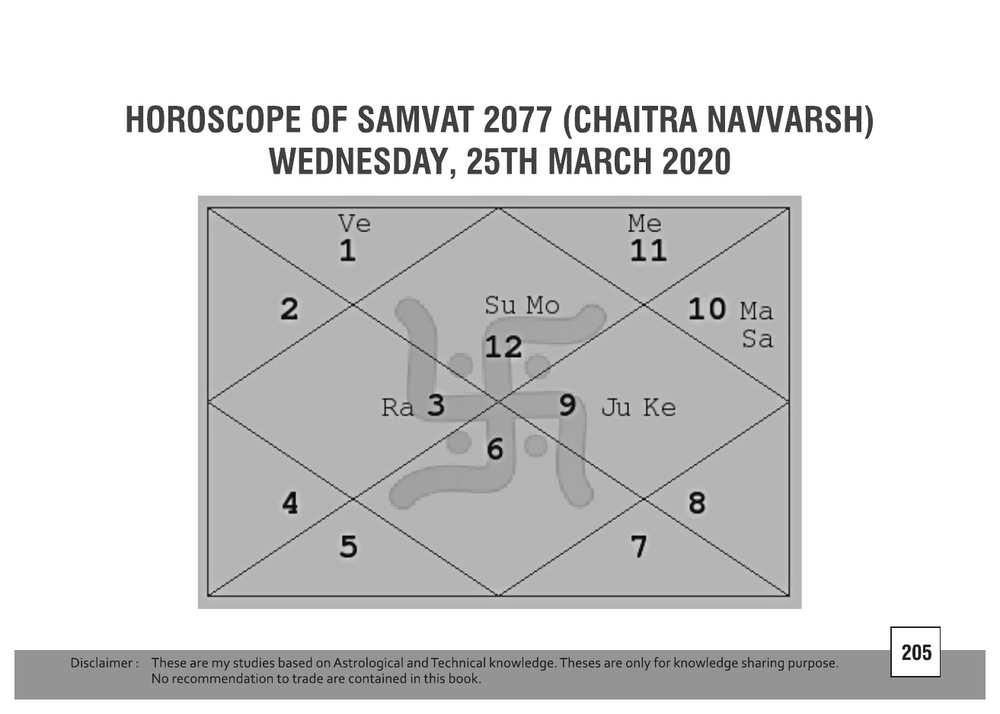 HOROSCOPE OF SAMVAT 2077 (CHAITRA NAVVARSH)
WEDNESDAY, 25TH MARCH 2020
Ve
1
Me
11
2
Su Mo
10 Ma
Sa
12
Ra 3
9 Ju Ke
6
4
8
5
7
205
Disclaimer : These are my studies based on Astrological and Technical knowledge. Theses are only for knowledge sharing purpose.
No recommendation to trade are contained in this book.